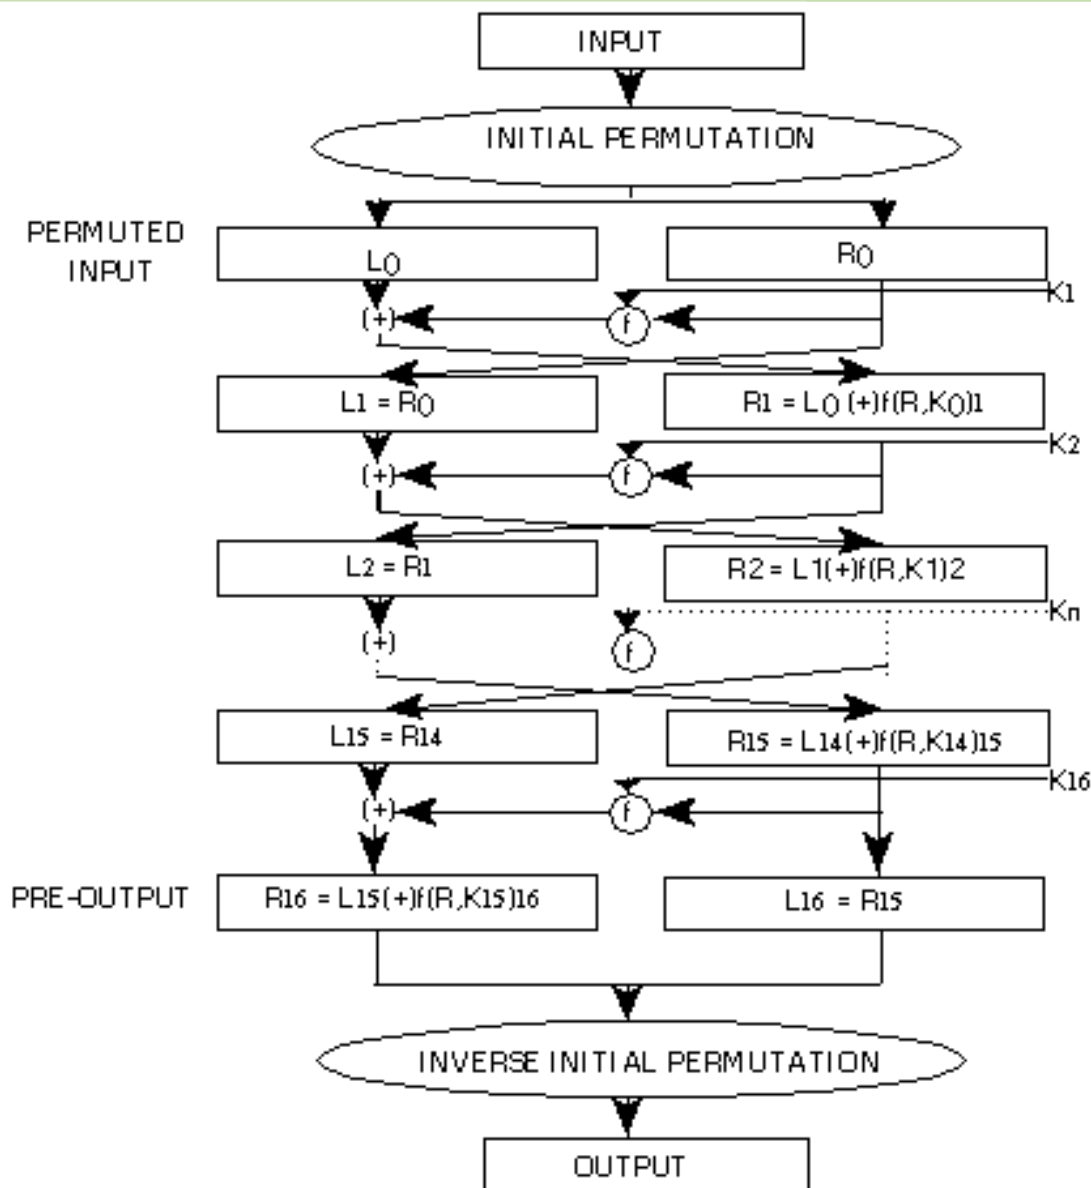 INPUT
INITIAL PERMUTATION
PERMUTED
INPUT
L0
R0
K1
(+)
f
L1 = R0
R1 = L0 (+)f(R,K0)1
K2
(+)
f
L2 = R1
R2 = L1(+)f(R,K1)2
Kn
(+)
f
L15 = R14
R15 = L14(+)f(R,K14)15
K16
(+)
f
PRE-OUTPUT
R16 = L15(+)f(R,K15)16
L16 = R15
INVERSE INITIAL PERMUTATION
OUTPUT